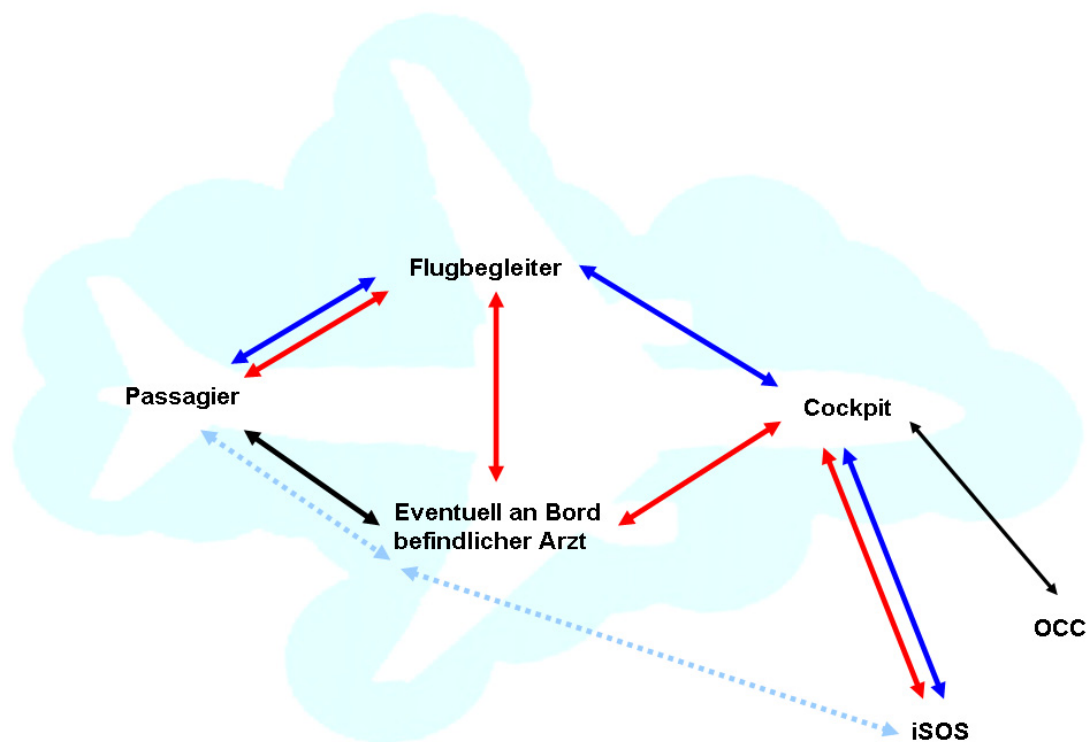 Flugbegleiter
Passagier
Cockpit
Eventuell an Bord
befindlicher Arzt
OCC
iSOS